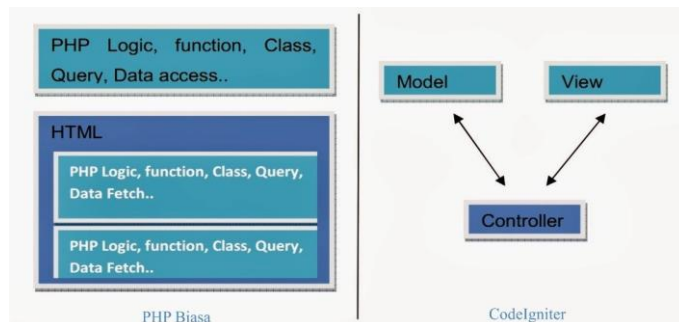 PHP Logic, function, Class,
Query, Data access..
HTML
PHP Logic, function, Class, Query,
Data Fetch..
PHP Logic, function, Class, Query,
Data Fetch..
PHP Biasa
Model
View
Controller
CodeIgniter